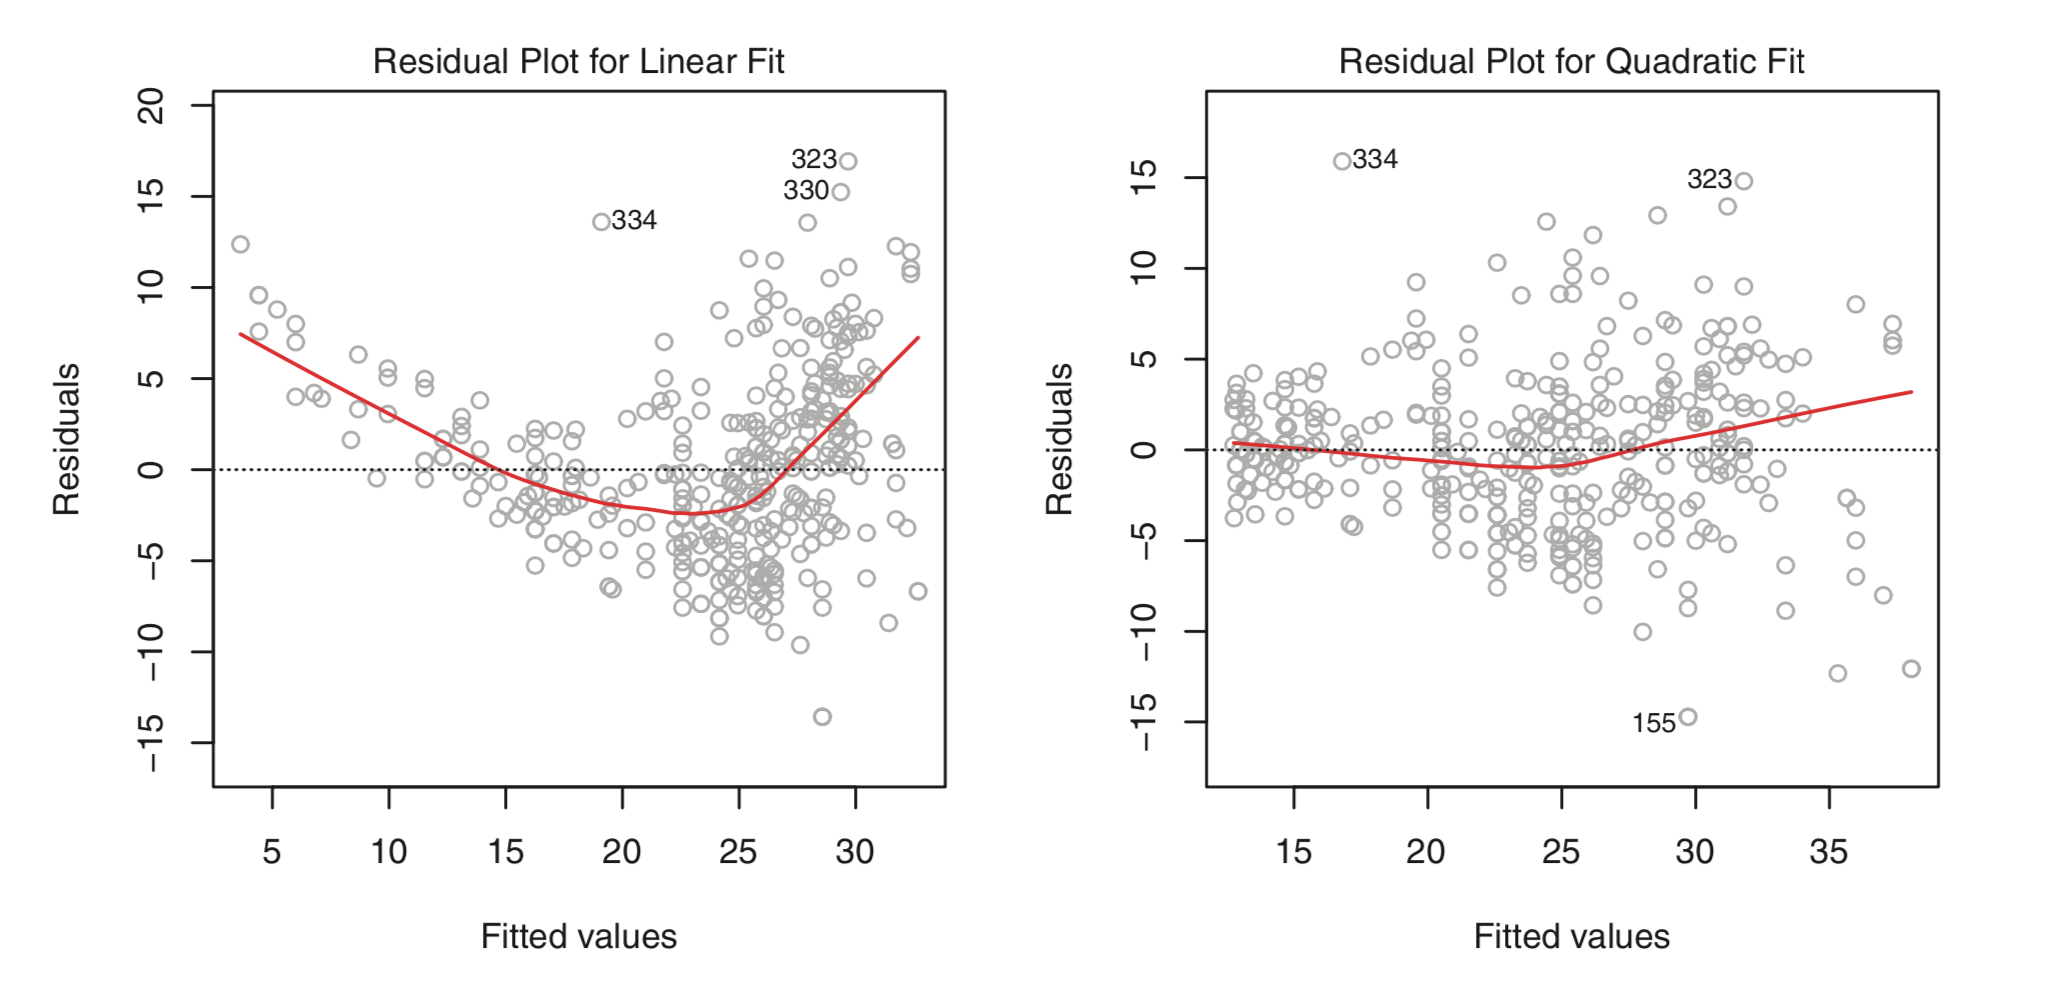 Residual Plot for Linear Fit
20
15
10
5
0
−5
−10
−15
Residuals
323
330
334
5 10 15 20 25 30
Fitted values
Residual Plot for Quadratic Fit
15
10
5
0
−5
−10
−15
Residuals
334
323
155
15 20 25 30 35
Fitted values